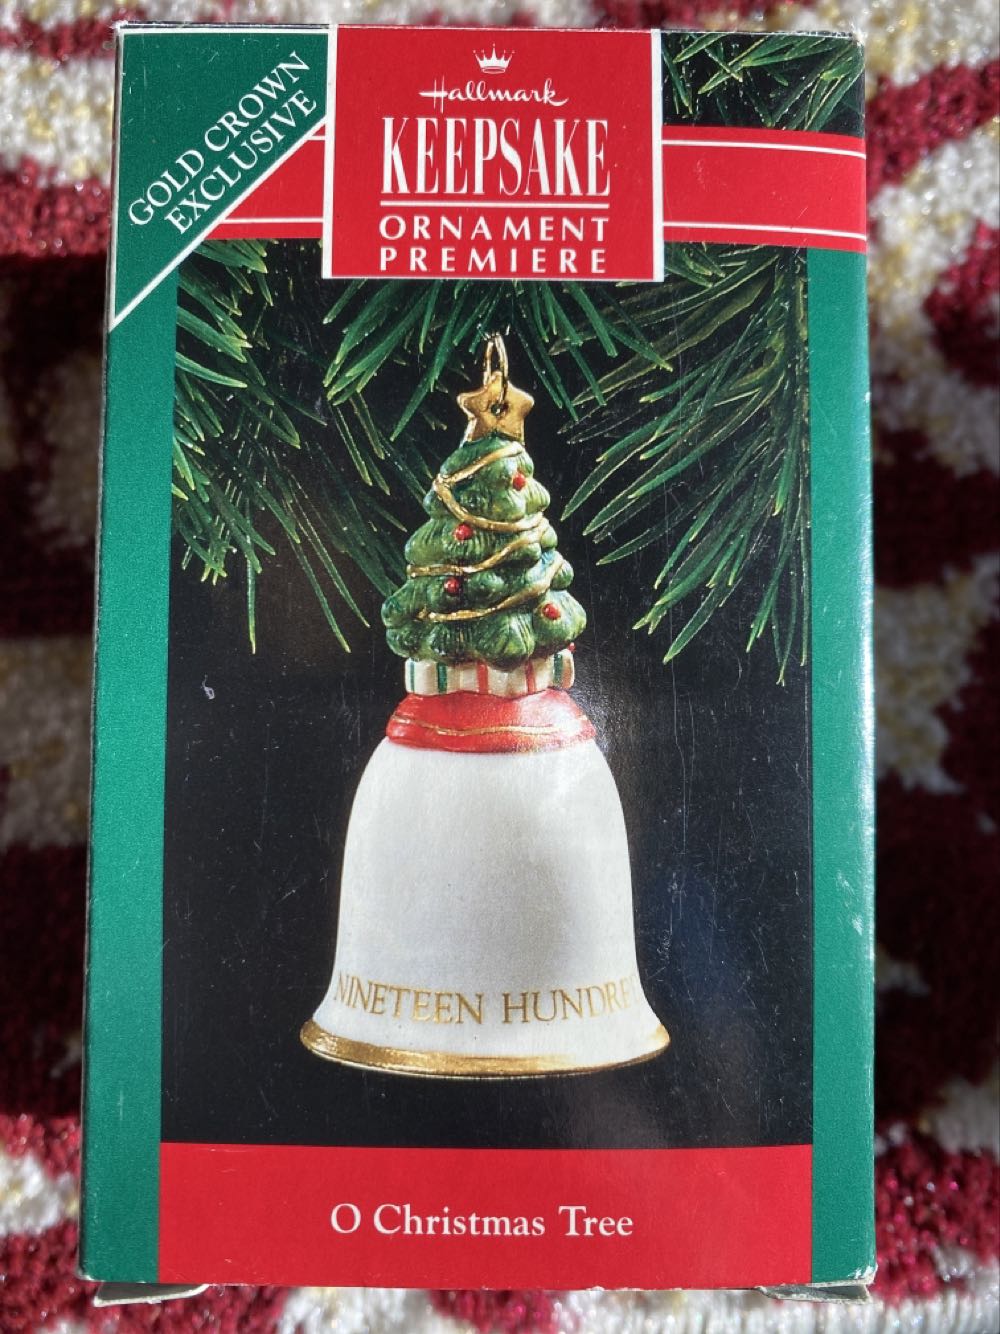 GOLD CROWN
EXCLUSIVE
Hallmark
KEEPSAKE
ORNAMENT
PREMIERE
NINETEEN HUNDRE
O Christmas Tree